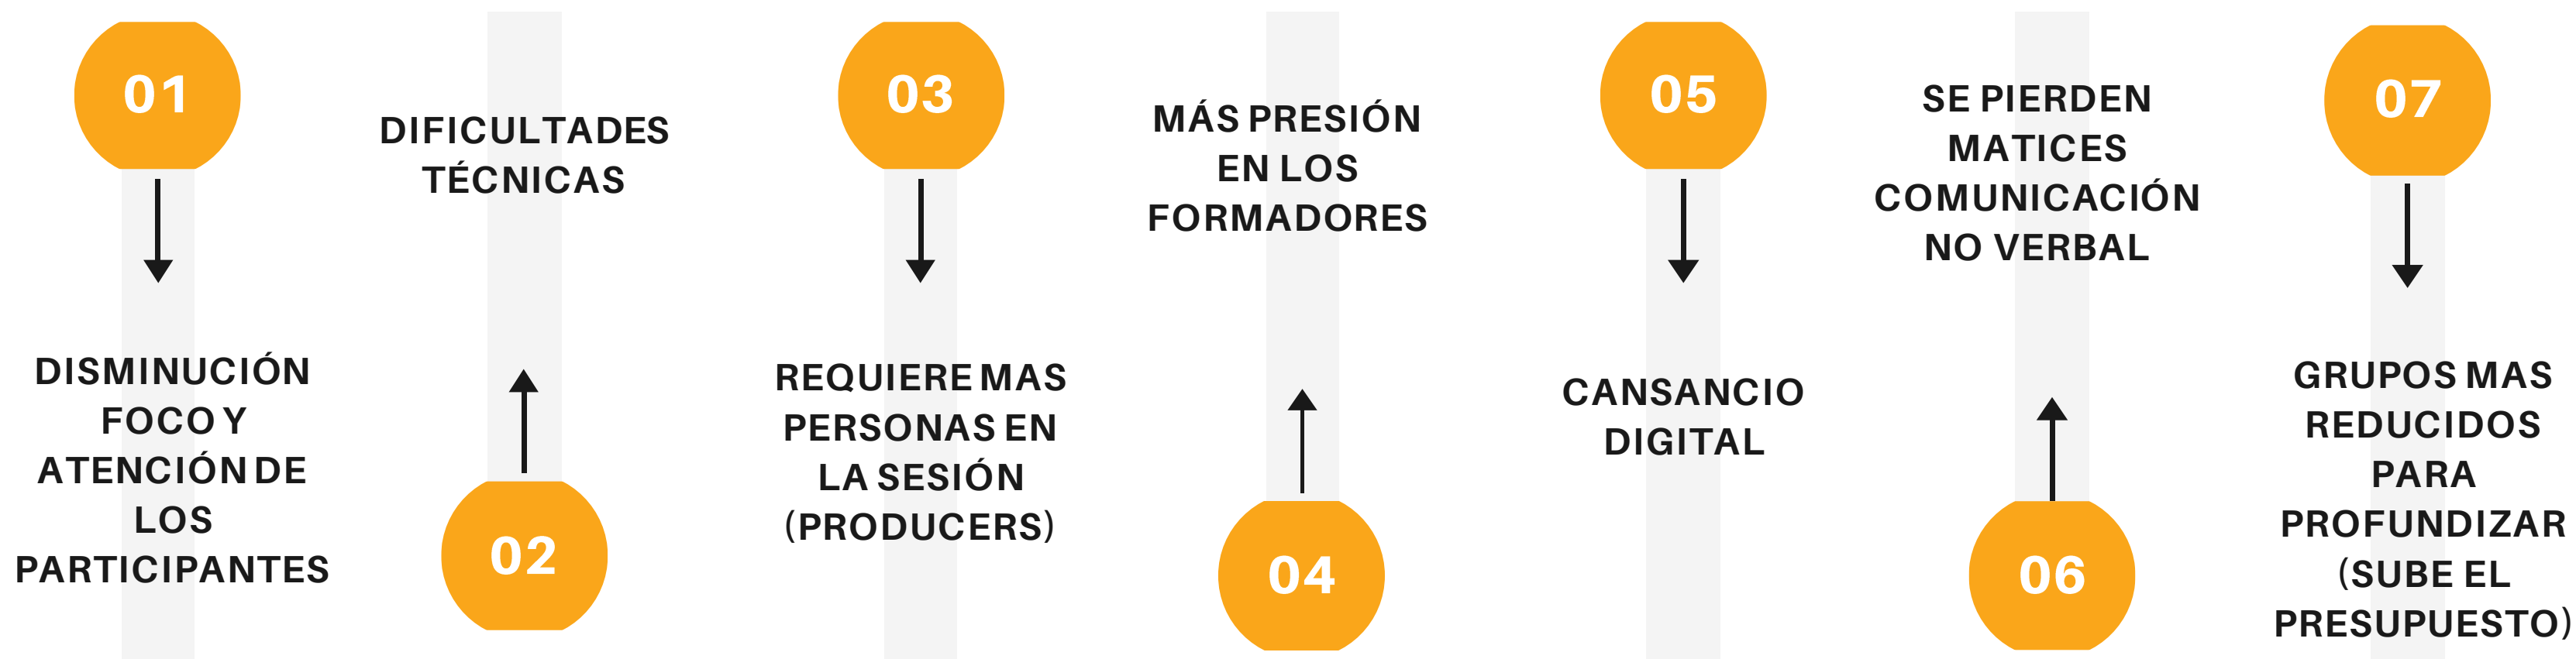 01
DISMINUCIÓN
FOCO Y
ATENCIÓN DE
LOS
PARTICIPANTES
DIFICULTADES
TÉCNICAS
02
03
REQUIERE MAS
PERSONAS EN
LA SESIÓN
(PRODUCERS)
MÁS PRESIÓN
EN LOS
FORMADORES
04
05
CANSANCIO
DIGITAL
SE PIERDEN
MATICES
COMUNICACIÓN
NO VERBAL
06
07
GRUPOS MAS
REDUCIDOS
PARA
PROFUNDIZAR
(SUBE EL
PRESUPUESTO)